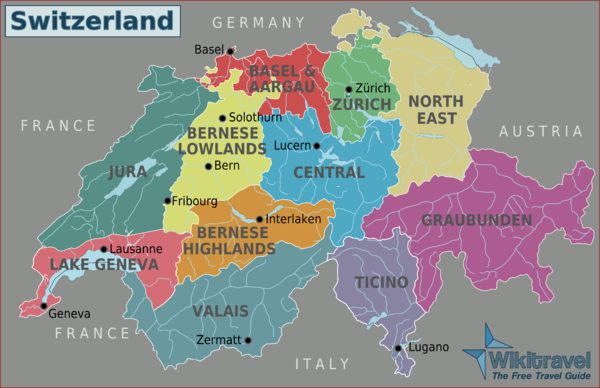 Switzerland
GERMANY
Basel
BASEL &
AARGAU
Zürich
ZÜRICH
NORTH
EAST
FRANCE
Solothurn
BERNESE
LOWLANDS
AUSTRIA
Lucern
Bern
JURA
CENTRAL
Fribourg
Interlaken
GRAUBUNDEN
BERNESE
HIGHLANDS
Lausanne
LAKE GENEVA
TICINO
VALAIS
Geneva
FRANCE
Zermatt
Lugano
ITALY
Wikitravel
The Free Travel Guide